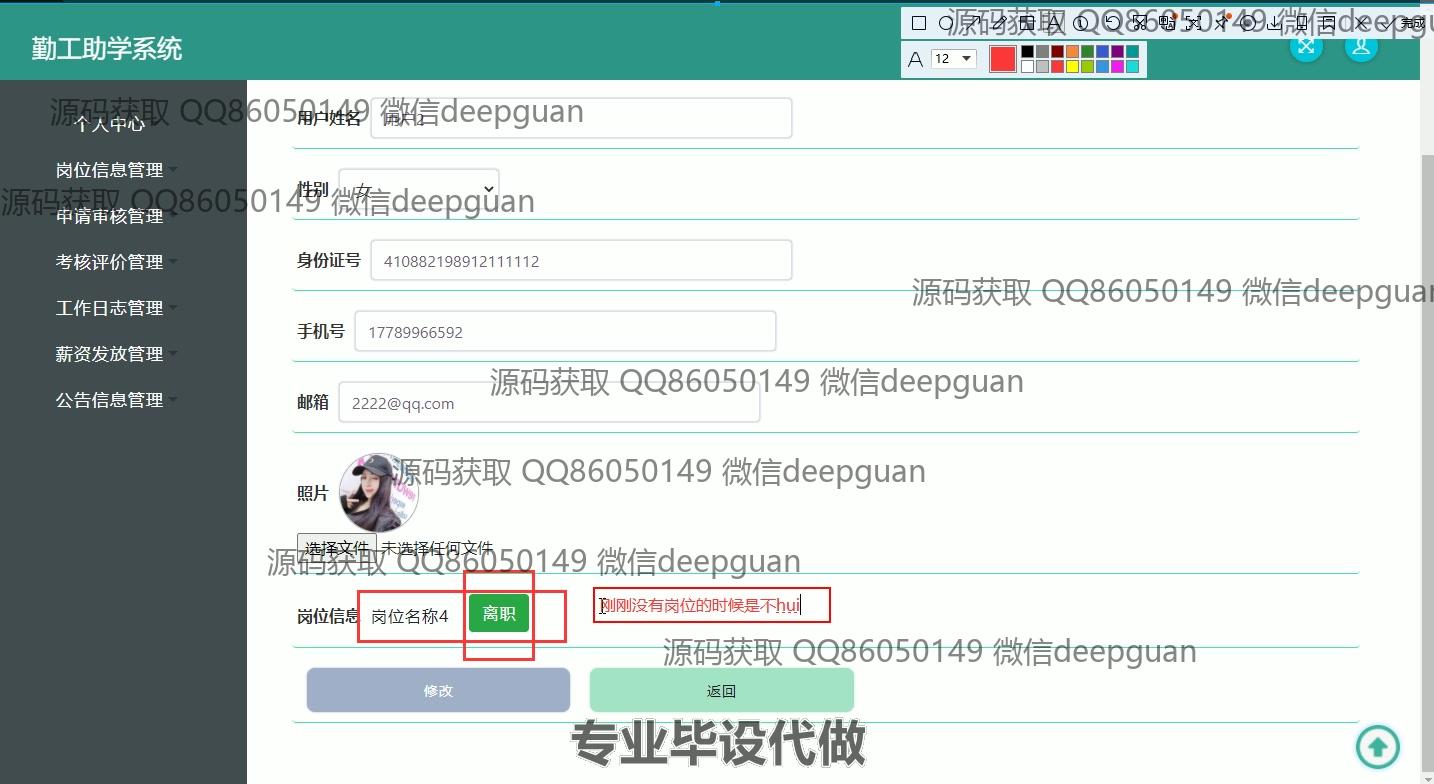 勤工助学系统
12
完成
源码获取 QQ86050149 微信deepguan
个人中心
岗位信息管理
申请审核管理
考核评价管理
工作日志管理
薪资发放管理
公告信息管理
源码获取 QQ86050149 微信deepguan
用户姓名
性别 女
源码获取 QQ86050149 微信deepguan
身份证号 410882198912111112
源码获取 QQ86050149 微信deepguan
手机号 17789966592
源码获取 QQ86050149 微信deepguan
邮箱 2222@qq.com
源码获取 QQ86050149 微信deepguan
照片
选择文件 未选择任何文件
源码获取 QQ86050149 微信deepguan
岗位信息 岗位名称4 离职 刚刚没有岗位的时候是不hui
源码获取 QQ86050149 微信deepguan
修改 返回
专业毕设代做